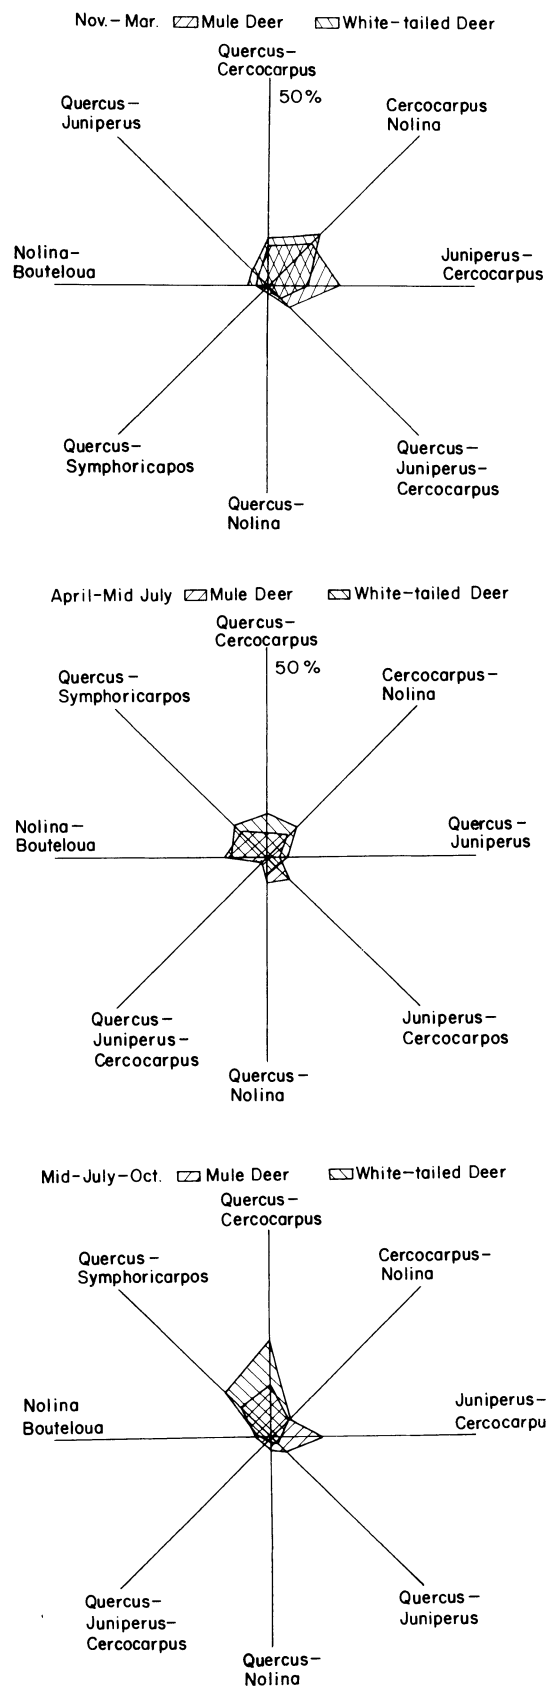 Nov.- Mar. Mule Deer White-tailed Deer
Quercus-
Cercocarpus
50%
Quercus-
Juniperus
Cercocarpus
Nolina
Nolina-
Bouteloua
Juniperus-
Cercocarpus
Quercus-
Symphoricapos
Quercus-
Juniperus-
Cercocarpus
Quercus-
Nolina
April-Mid July Mule Deer White-tailed Deer
Quercus-
Cercocarpus
50%
Quercus-
Symphoricarpos
Cercocarpus-
Nolina
Nolina-
Bouteloua
Quercus-
Juniperus
Quercus-
Juniperus-
Cercocarpus
Juniperus-
Cercocarpos
Quercus-
Nolina
Mid-July-Oct. Mule Deer White-tailed Deer
Quercus-
Cercocarpus
Quercus-
Symphoricarpos
Cercocarpus-
Nolina
Nolina
Bouteloua
Juniperus-
Cercocarpu
Quercus-
Juniperus-
Cercocarpus
Quercus-
Juniperus
Quercus-
Nolina